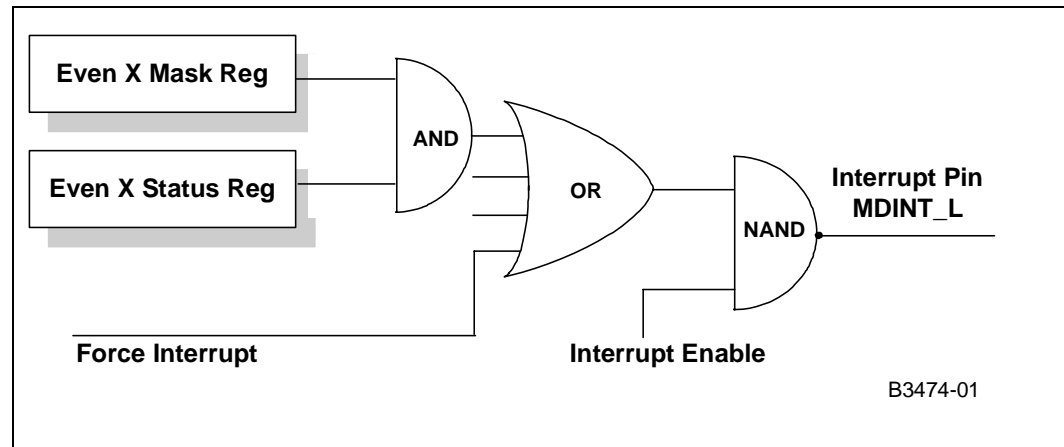 Even X Mask Reg
AND
Even X Status Reg
OR
Interrupt Pin
MDINT_L
NAND
Force Interrupt
Interrupt Enable
B3474-01